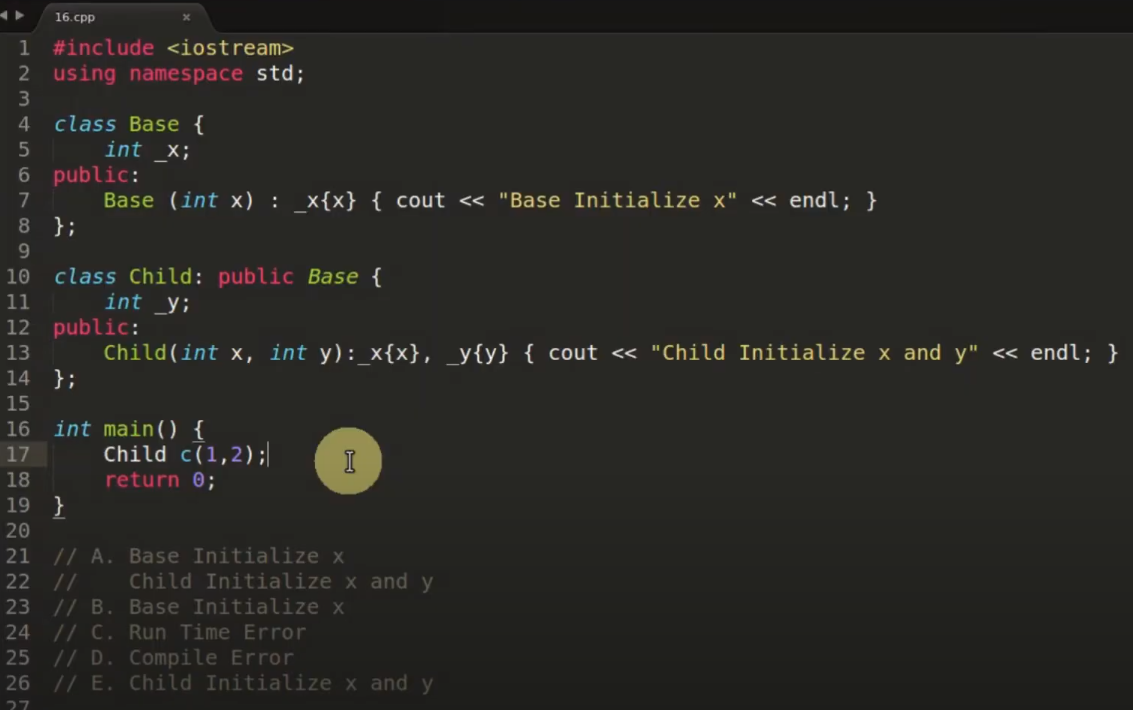 16.cpp ×
1 #include <iostream>
2 using namespace std;
3
4 class Base {
5     int _x;
6 public:
7     Base (int x) : _x{x} { cout << "Base Initialize x" << endl; }
8 };
9
10 class Child: public Base {
11     int _y;
12 public:
13     Child(int x, int y):_x{x}, _y{y} { cout << "Child Initialize x and y" << endl; }
14 };
15
16 int main() {
17     Child c(1,2);
18     return 0;
19 }
20
21 // A. Base Initialize x
22 //    Child Initialize x and y
23 // B. Base Initialize x
24 // C. Run Time Error
25 // D. Compile Error
26 // E. Child Initialize x and y
27